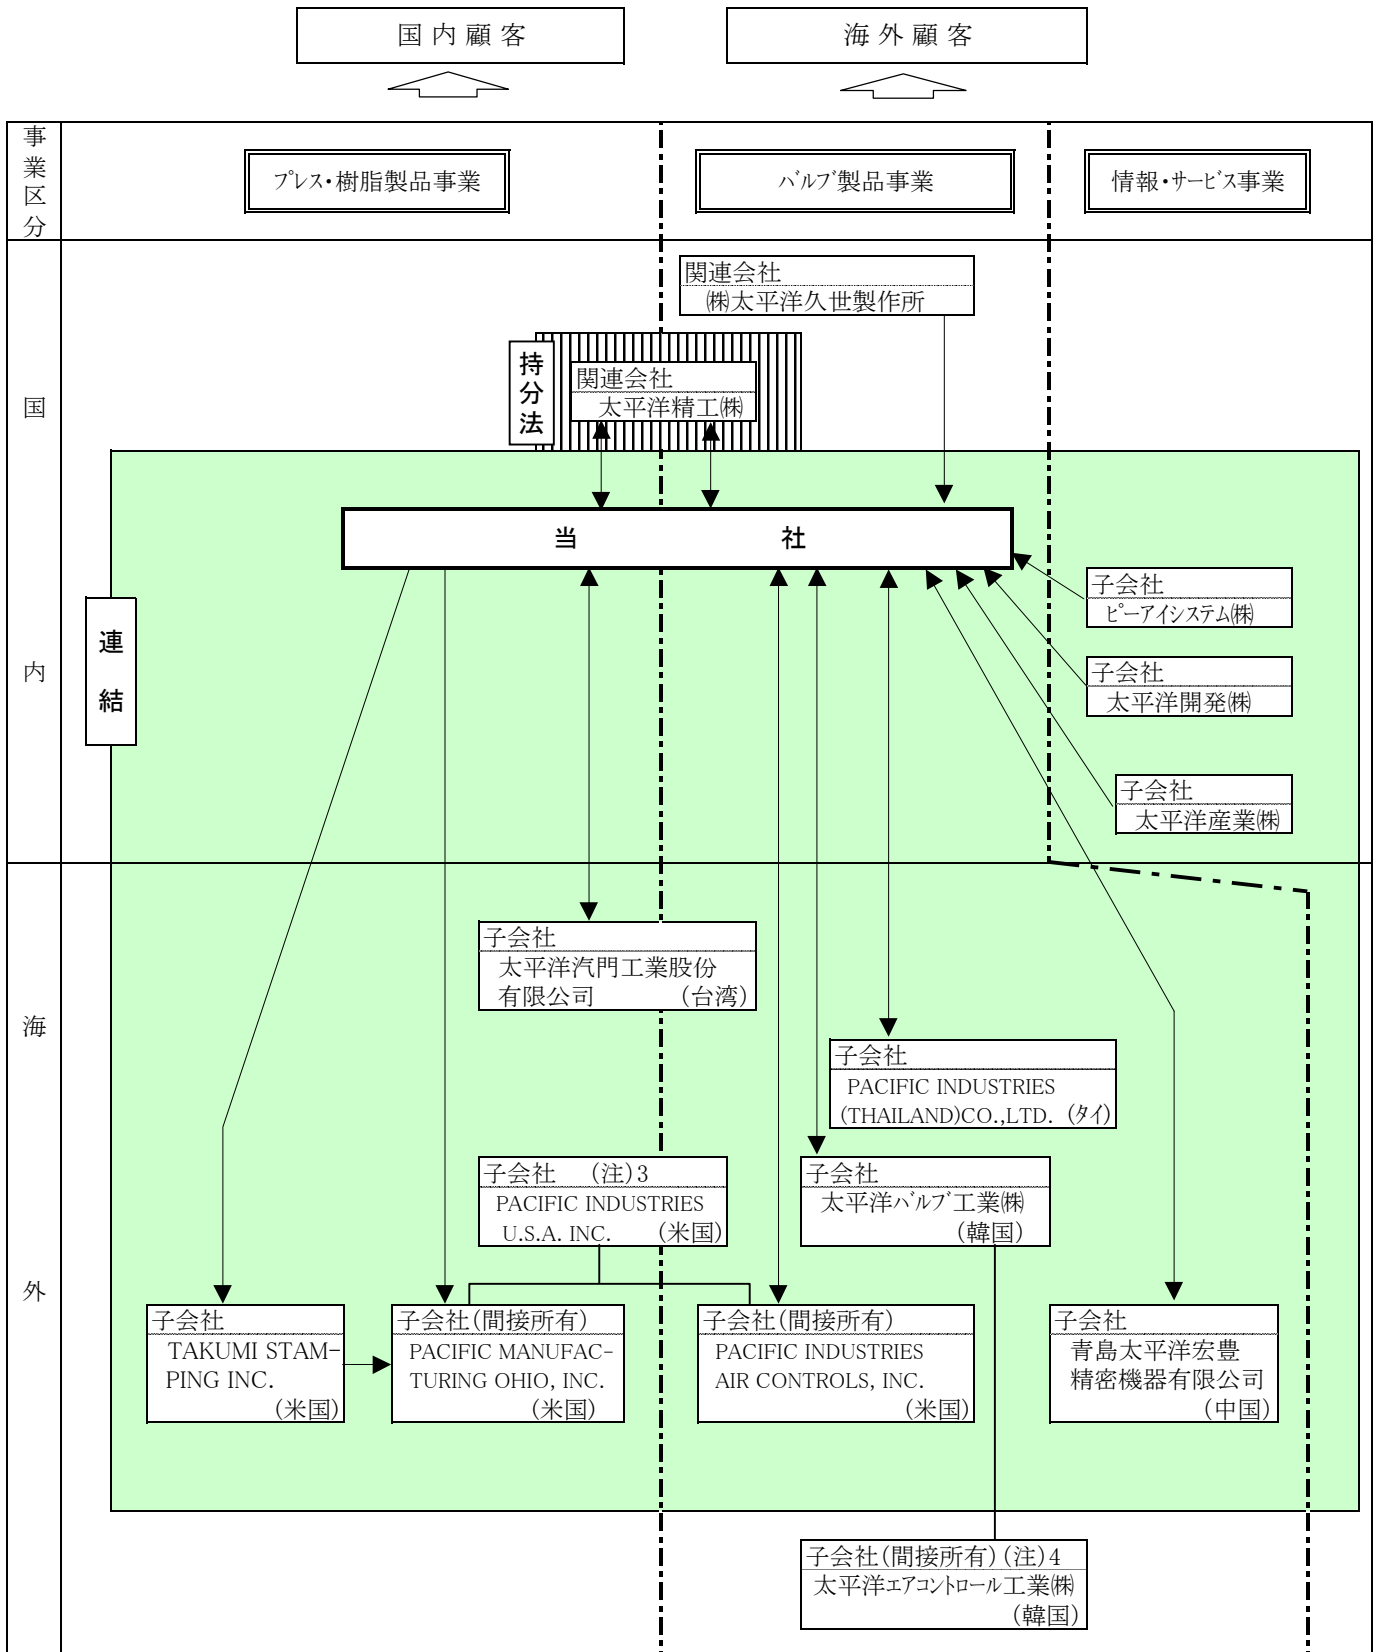 国内顧客
海外顧客
事業区分
プレス・樹脂製品事業
バルブ製品事業
情報・サービス事業
国内
関連会社
㈱太平洋久世製作所
持分法
関連会社
太平洋精工㈱
当社
連結
子会社
ピーアイシステム㈱
子会社
太平洋開発㈱
子会社
太平洋産業㈱
海外
子会社
太平洋汽門工業股份
有限公司 (台湾)
子会社
PACIFIC INDUSTRIES
(THAILAND)CO.,LTD. (タイ)
子会社 (注)3
PACIFIC INDUSTRIES
U.S.A. INC. (米国)
子会社
太平洋バルブ工業㈱
(韓国)
子会社
TAKUMI STAM-
PING INC.
(米国)
子会社(間接所有)
PACIFIC MANUFAC-
TURING OHIO, INC.
(米国)
子会社(間接所有)
PACIFIC INDUSTRIES
AIR CONTROLS, INC.
(米国)
子会社
青島太平洋宏豊
精密機器有限公司
(中国)
子会社(間接所有)(注)4
太平洋エアコントロール工業㈱
(韓国)